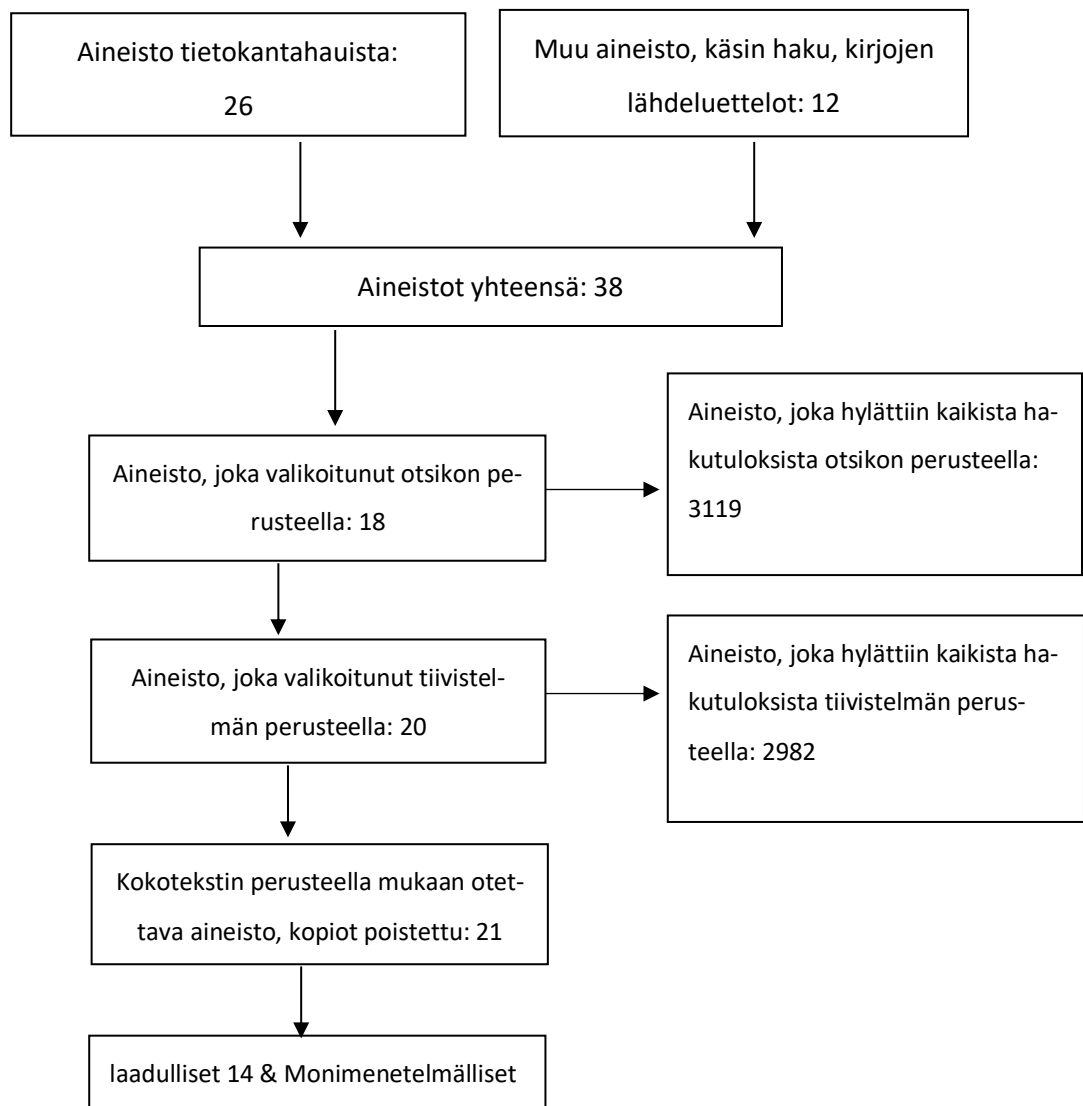 Aineisto tietokantahauista:
26
Muu aineisto, käsin haku, kirjojen
lähdeluettelot: 12
Aineistot yhteensä: 38
Aineisto, joka valikoitunut otsikon pe-
rusteella: 18
Aineisto, joka hylättiin kaikista ha-
kutuloksista otsikon perusteella:
3119
Aineisto, joka valikoitunut tiivistel-
män perusteella: 20
Aineisto, joka hylättiin kaikista ha-
kutuloksista tiivistelmän perus-
teella: 2982
Kokotekstin perusteella mukaan otet-
tava aineisto, kopiot poistettu: 21
laadulliset 14 & Monimenetelmälliset